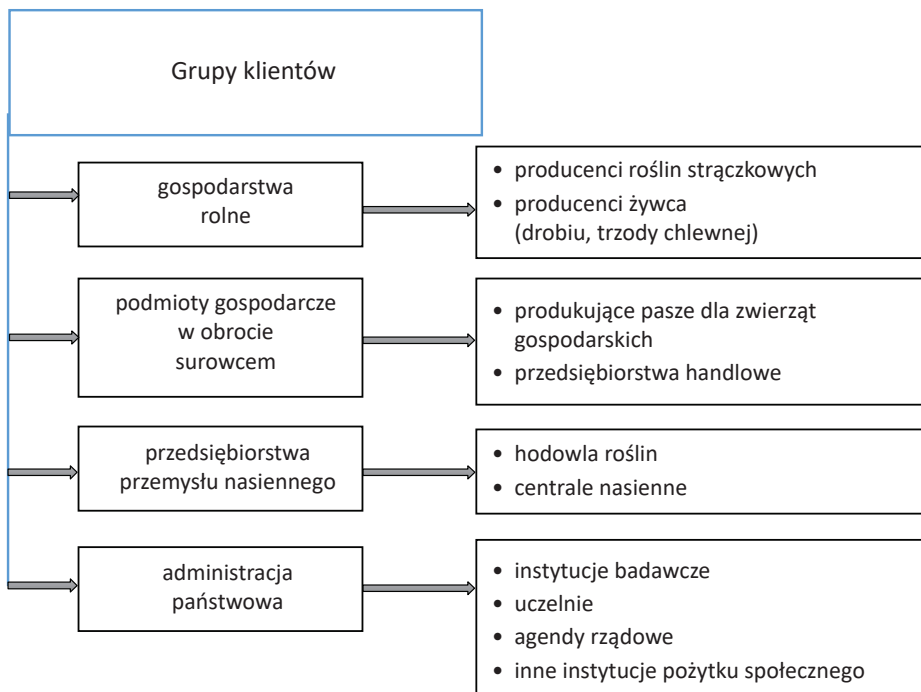 Grupy klientów
gospodarstwa
rolne
• producenci roślin strączkowych
• producenci żywca
(drobiu, trzody chlewnej)
podmioty gospodarcze
w obrocie
surowcem
• produkujące pasze dla zwierząt
gospodarskich
• przedsiębiorstwa handlowe
przedsiębiorstwa
przemysłu nasiennego
• hodowla roślin
• centrale nasienne
administracja
państwowa
• instytucje badawcze
• uczelnie
• agendy rządowe
• inne instytucje pożytku społecznego